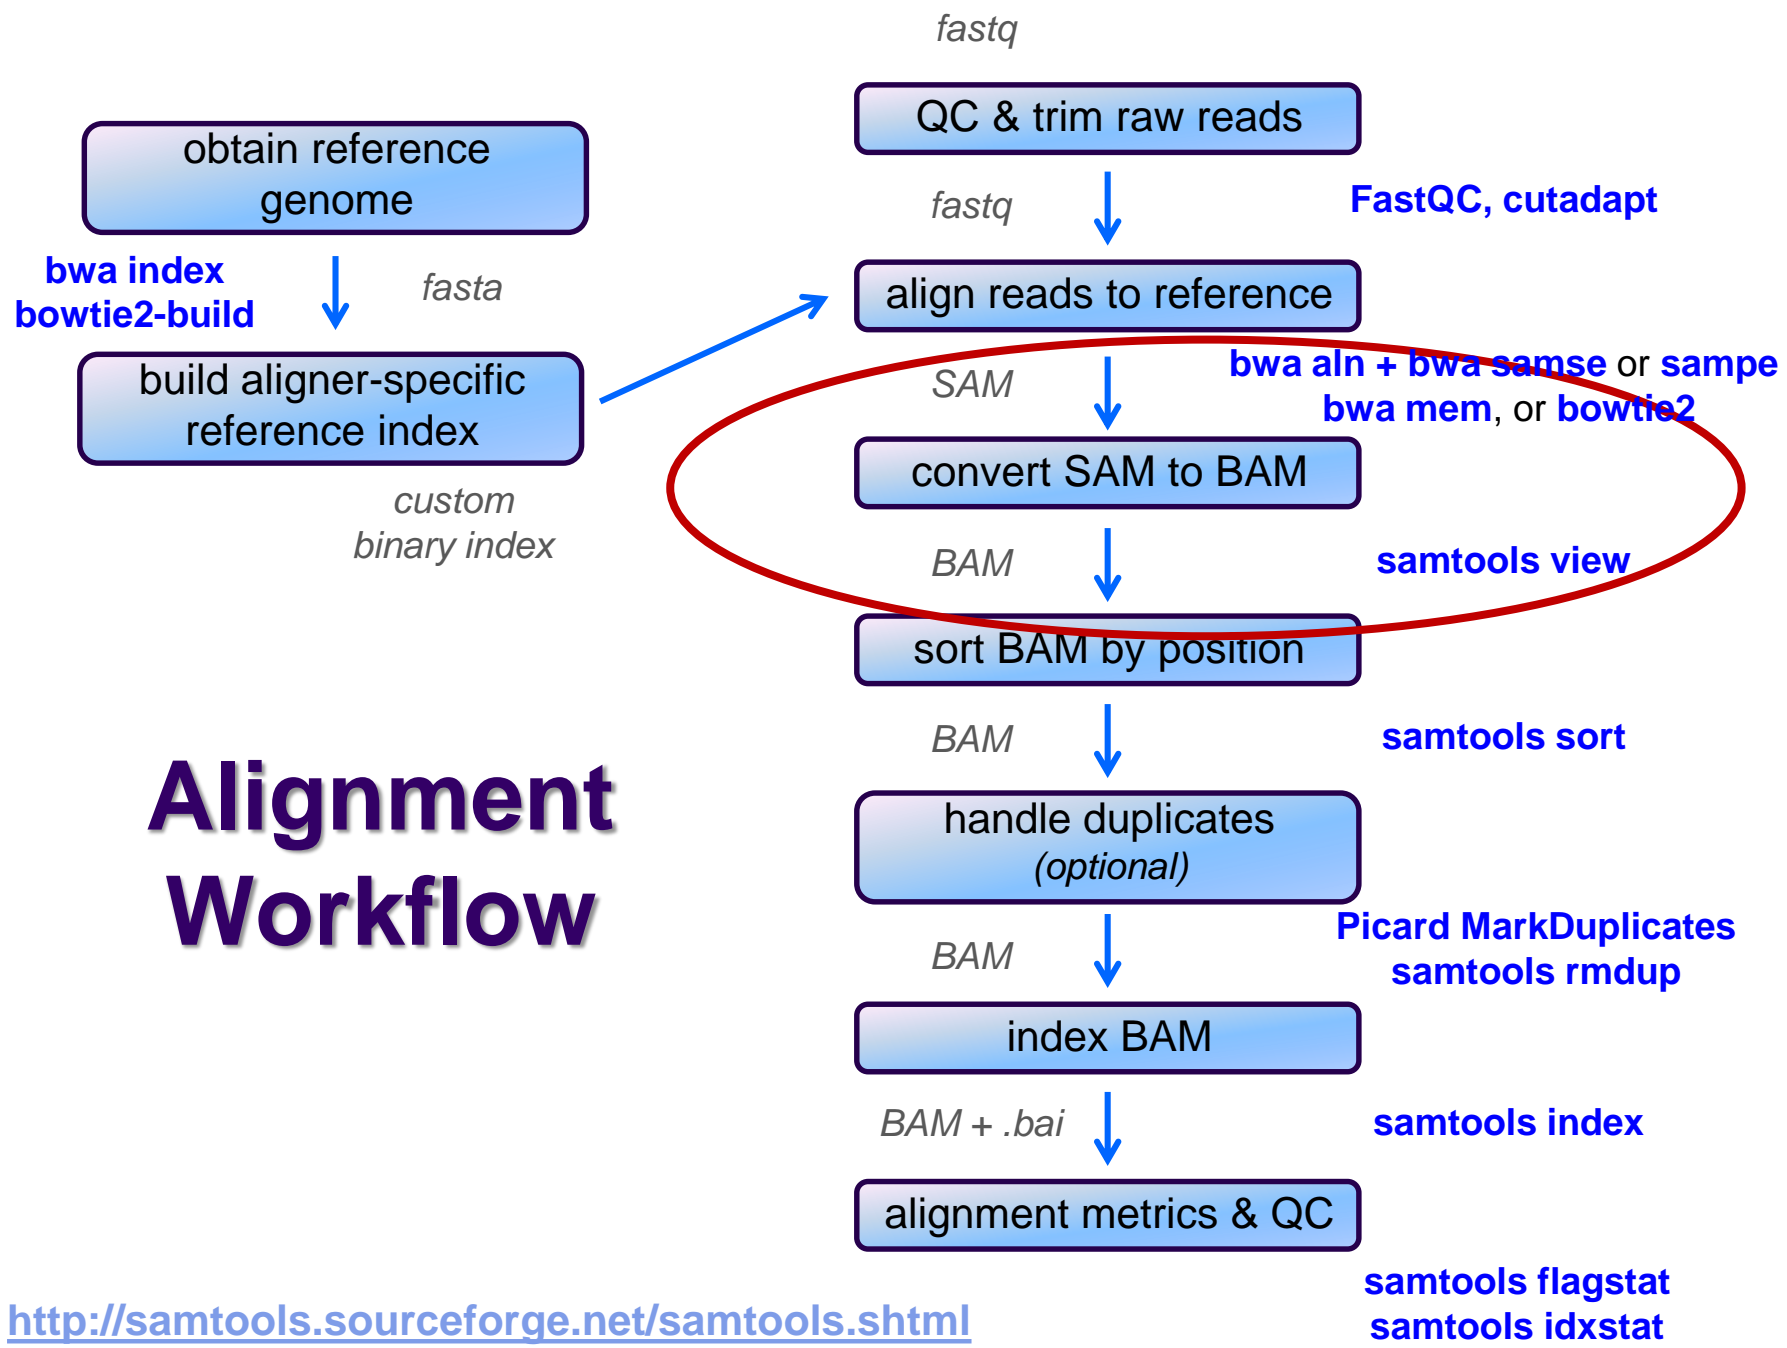 obtain reference
genome
bwa index
bowtie2-build
fasta
build aligner-specific
reference index
custom
binary index
fastq
QC & trim raw reads
fastq
FastQC, cutadapt
align reads to reference
SAM
bwa aln + bwa samse or sampe
bwa mem, or bowtie2
convert SAM to BAM
BAM
samtools view
sort BAM by position
BAM
samtools sort
handle duplicates
(optional)
BAM
Picard MarkDuplicates
samtools rmdup
index BAM
BAM + .bai
samtools index
alignment metrics & QC
samtools flagstat
samtools idxstat
Alignment
Workflow
http://samtools.sourceforge.net/samtools.shtml